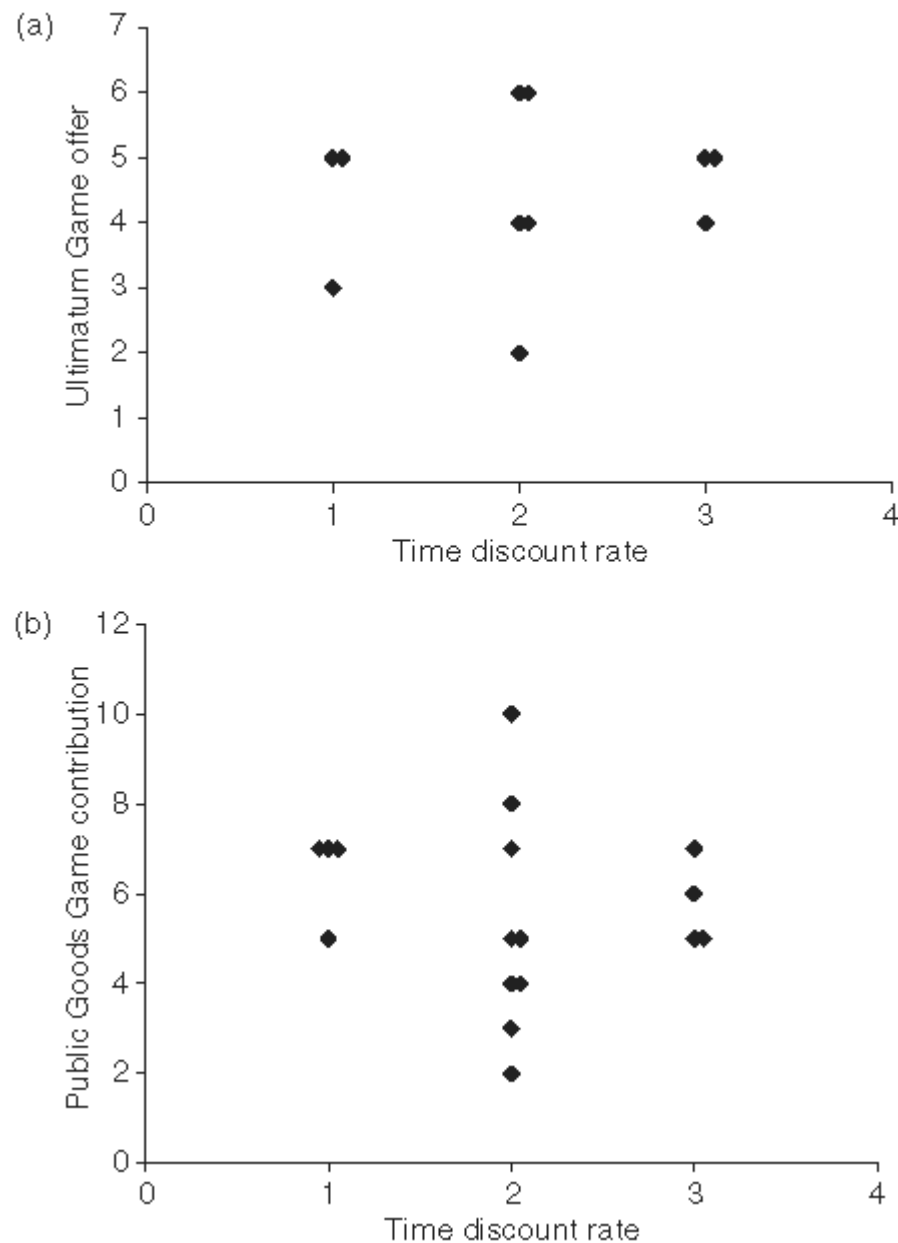 (a)
Ultimatum Game offer
7
6
5
4
3
2
1
0
0 1 2 3 4
Time discount rate
(b)
Public Goods Game contribution
12
10
8
6
4
2
0
0 1 2 3 4
Time discount rate